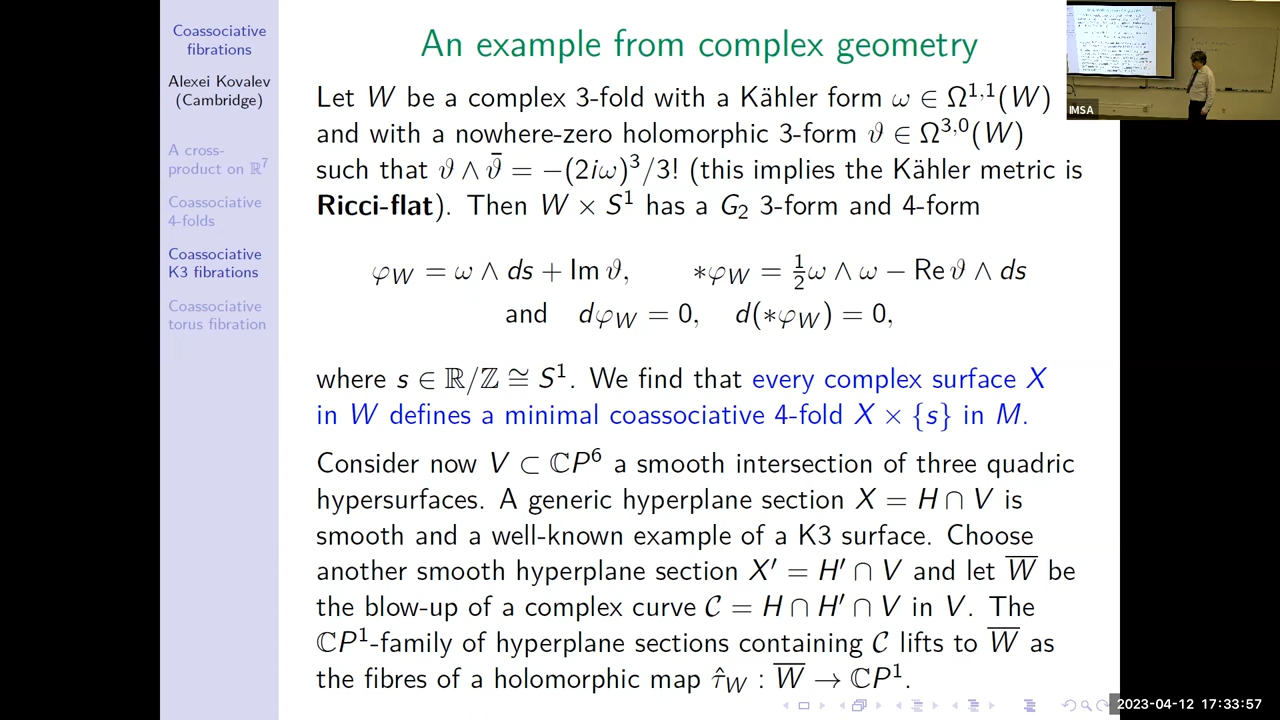 Coassociative
fibrations
Alexei Kovalev
(Cambridge)
A cross-
product on ℝ⁷
Coassociative
4-folds
Coassociative
K3 fibrations
Coassociative
torus fibration
An example from complex geometry
Let W be a complex 3-fold with a Kähler form ω ∈ Ω¹,¹(W)
and with a nowhere-zero holomorphic 3-form ϑ ∈ Ω³,⁰(W)
such that ϑ ∧ ϑ̄ = −(2iω)³/3! (this implies the Kähler metric is
Ricci-flat). Then W × S¹ has a G₂ 3-form and 4-form
φ_W = ω ∧ ds + Im ϑ, ∗φ_W = ½ω ∧ ω − Re ϑ ∧ ds
and dφ_W = 0, d(∗φ_W) = 0,
where s ∈ ℝ/ℤ ≅ S¹. We find that every complex surface X
in W defines a minimal coassociative 4-fold X × {s} in M.
Consider now V ⊂ ℂP⁶ a smooth intersection of three quadric
hypersurfaces. A generic hyperplane section X = H ∩ V is
smooth and a well-known example of a K3 surface. Choose
another smooth hyperplane section X′ = H′ ∩ V and let W̅ be
the blow-up of a complex curve 𝒞 = H ∩ H′ ∩ V in V. The
ℂP¹-family of hyperplane sections containing 𝒞 lifts to W̅ as
the fibres of a holomorphic map τ̂_W : W̅ → ℂP¹.
IMSA
2023-04-12 17:33:57